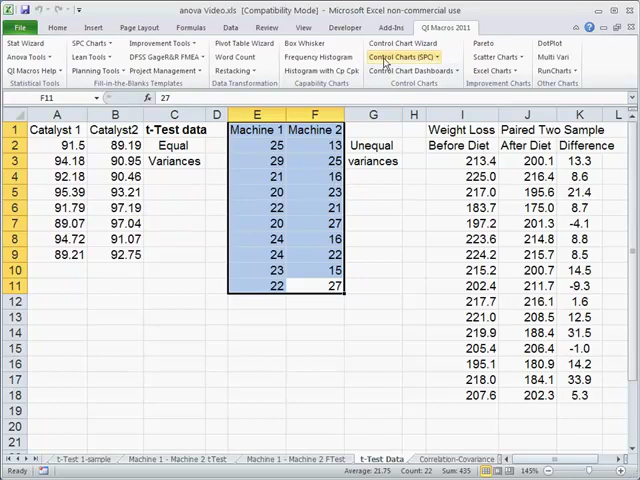 anova Video.xls [Compatibility Mode] - Microsoft Excel non-commercial use
File Home Insert Page Layout Formulas Data Review View Developer Add-Ins QI Macros 2011
Stat Wizard SPC Charts Improvement Tools Pivot Table Wizard Box Whisker Control Chart Wizard Pareto DotPlot
Anova Tools Lean Tools DFSS GageR&R FMEA Restacking Frequency Histogram Control Charts (SPC) Scatter Charts Multi Vari
QI Macros Help Planning Tools Project Tools Word Count Histogram with Cp Cpk Control Chart Dashboards Excel Charts RunCharts
Statistical Tools Fill-in-the-Blanks Templates Data Transformation Capability Charts Control Charts Other Charts
F11 fx 27
A B C D E F G H I J K L
1 Catalyst 1 Catalyst2 t-Test data Machine 1 Machine 2 Weight Loss Paired Two Sample
2 91.5 89.19 Equal 25 13 Unequal Before Diet After Diet Difference
3 94.18 90.95 Variances 29 25 variances 213.4 200.1 13.3
4 92.18 90.46 21 16 225.0 216.4 8.6
5 95.39 93.21 20 23 217.0 195.6 21.4
6 91.79 97.19 22 21 183.7 175.0 8.7
7 89.07 97.04 20 27 197.2 201.3 -4.1
8 94.72 91.07 24 16 223.6 214.8 8.8
9 89.21 92.75 24 22 224.2 215.7 8.5
10 23 15 215.2 200.7 14.5
11 22 27 202.4 211.7 -9.3
12 217.7 216.1 1.6
13 221.0 208.5 12.5
14 219.9 188.4 31.5
15 205.4 206.4 -1.0
16 195.1 180.9 14.2
17 218.0 184.1 33.9
18 207.6 202.3 5.3
19
20
21
t-Test 1-sample Machine 1 - Machine 2 tTest Machine 1 - Machine 2 FTest t-Test Data Correlation-Covariance
Ready Average: 21.75 Count: 22 Sum: 435 145%